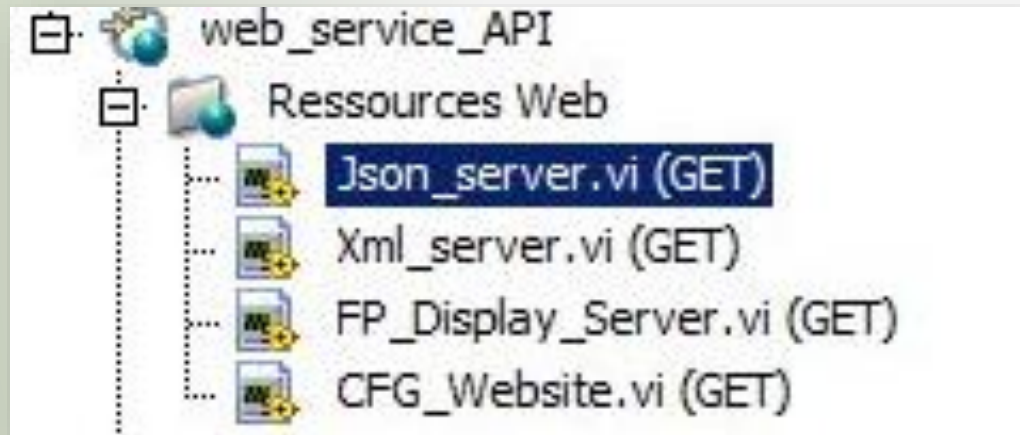 web_service_API
Ressources Web
Json_server.vi (GET)
Xml_server.vi (GET)
FP_Display_Server.vi (GET)
CFG_Website.vi (GET)